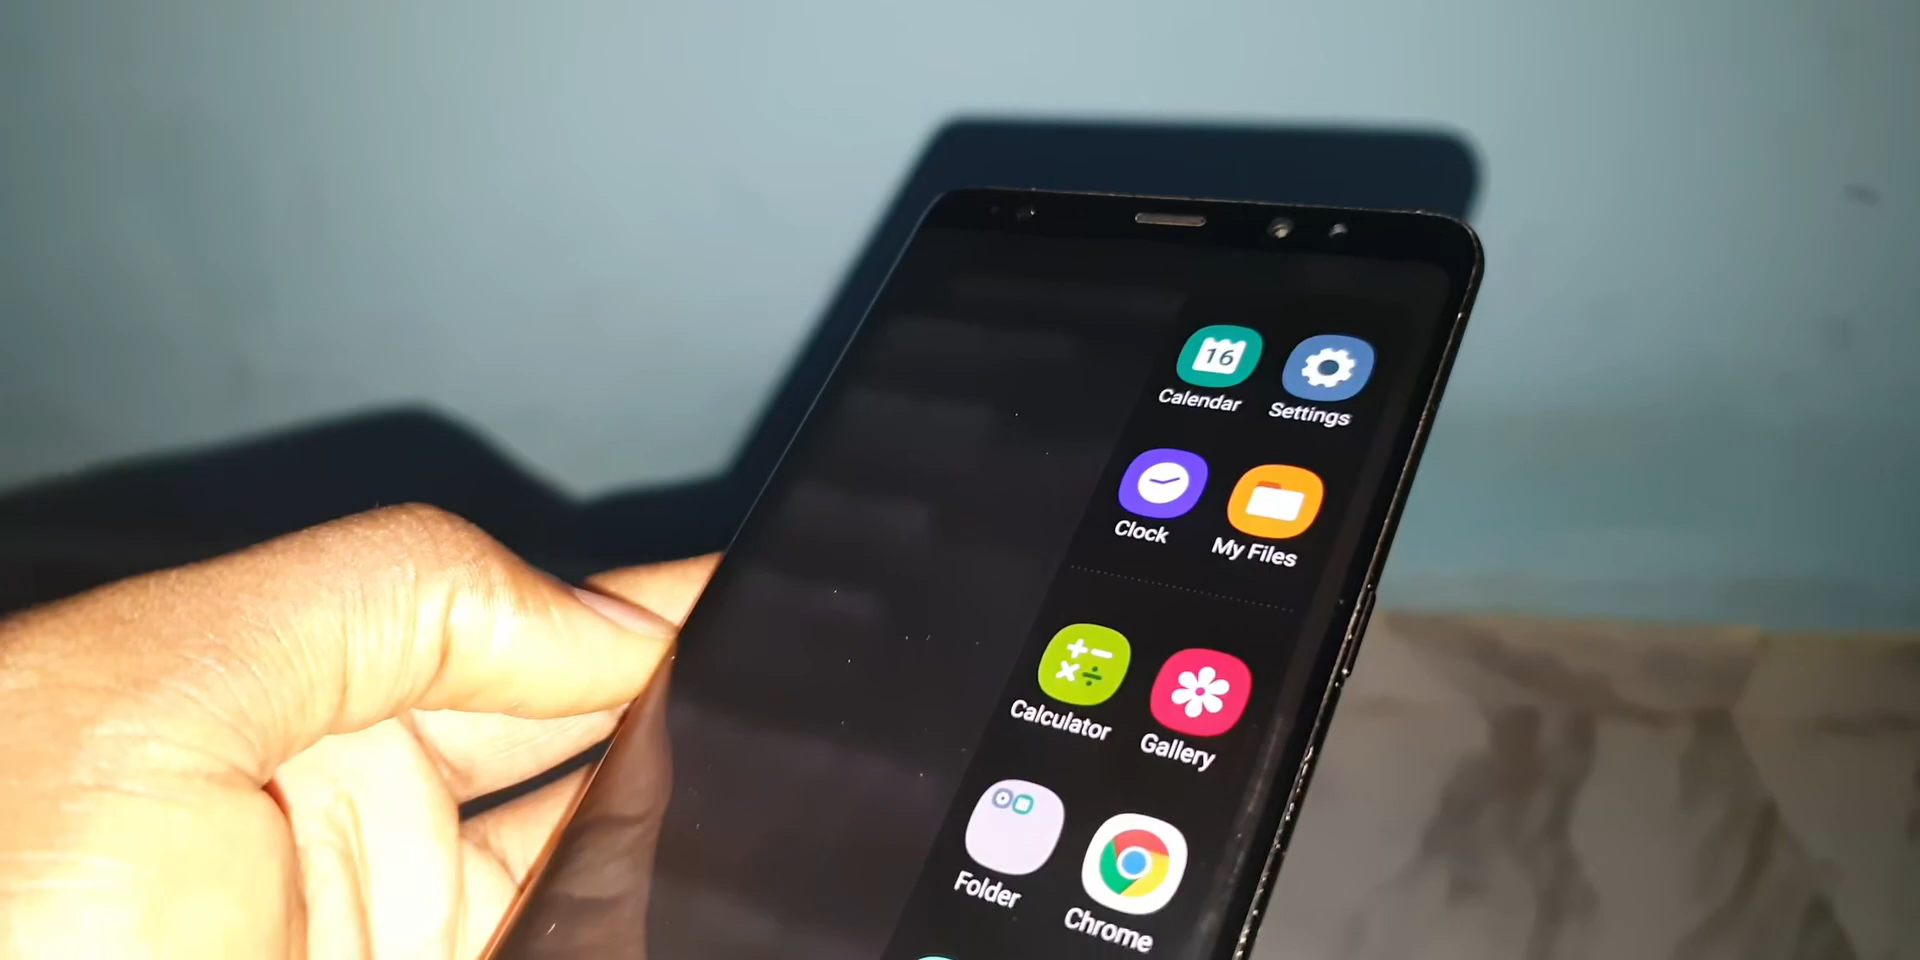 16
Calendar
Settings
Clock
My Files
Calculator
Gallery
Folder
Chrome